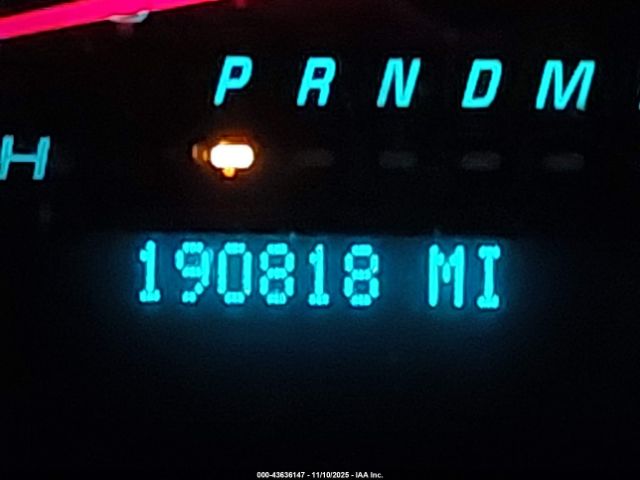 P R N D M
H
190818 MI
000-43636147 - 11/10/2025 - IAA Inc.